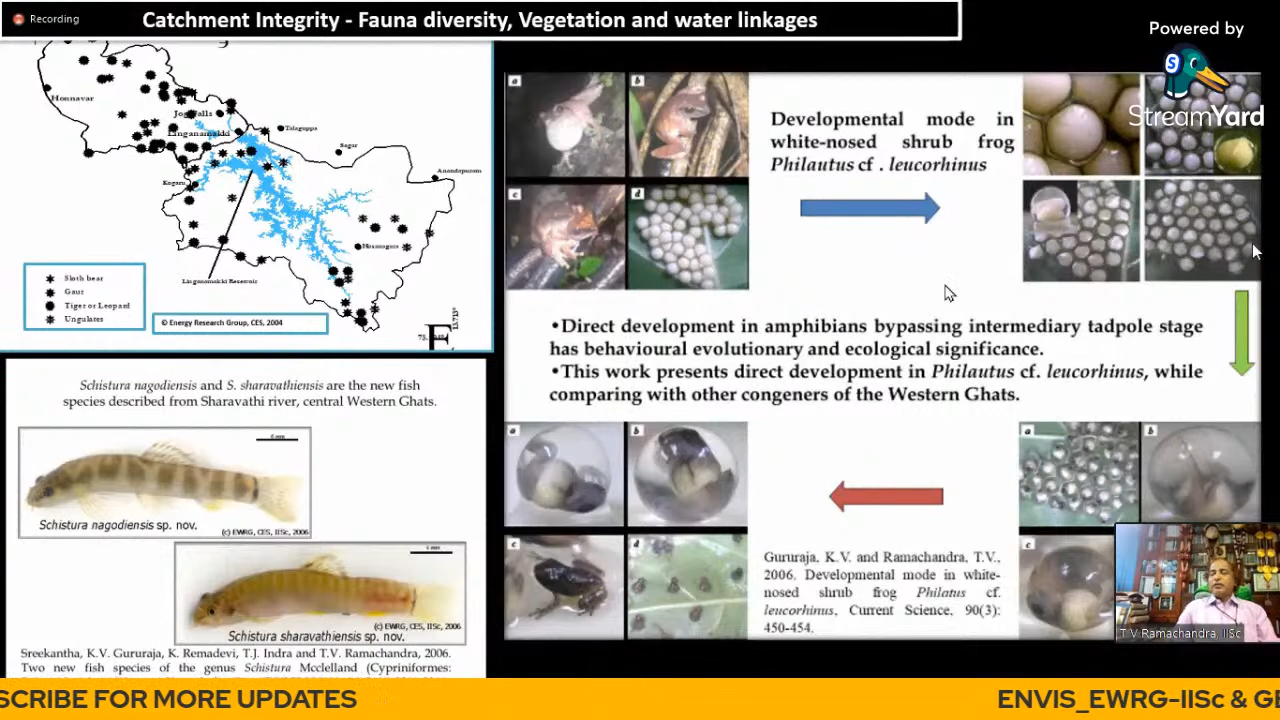 Recording
Catchment Integrity - Fauna diversity, Vegetation and water linkages
Powered by
StreamYard
Honnavar
Linganamakki
Talaguppa
Sagar
Anandapuram
Kogaru
Hosanagara
Linganamakki Reservoir
Sloth bear
Gaur
Tiger or Leopard
Ungulates
© Energy Research Group, CES, 2004
a
b
c
d
Developmental mode in
white-nosed shrub frog
Philautus cf . leucorhinus
•Direct development in amphibians bypassing intermediary tadpole stage
has behavioural evolutionary and ecological significance.
•This work presents direct development in Philautus cf. leucorhinus, while
comparing with other congeners of the Western Ghats.
Schistura nagodiensis and S. sharavathiensis are the new fish
species described from Sharavathi river, central Western Ghats.
Schistura nagodiensis sp. nov.
(c) EWRG, CES, IISc, 2006
(c) EWRG, CES, IISc, 2006
Schistura sharavathiensis sp. nov.
Sreekantha, K.V. Gururaja, K. Remadevi, T.J. Indra and T.V. Ramachandra, 2006.
Two new fish species of the genus Schistura Mcclelland (Cypriniformes:
a
b
c
d
a
b
c
Gururaja, K.V. and Ramachandra, T.V.,
2006. Developmental mode in white-
nosed shrub frog Philatus cf.
leucorhinus, Current Science, 90(3):
450-454.
T V Ramachandra, IISc
SCRIBE FOR MORE UPDATES
ENVIS_EWRG-IISc & GE